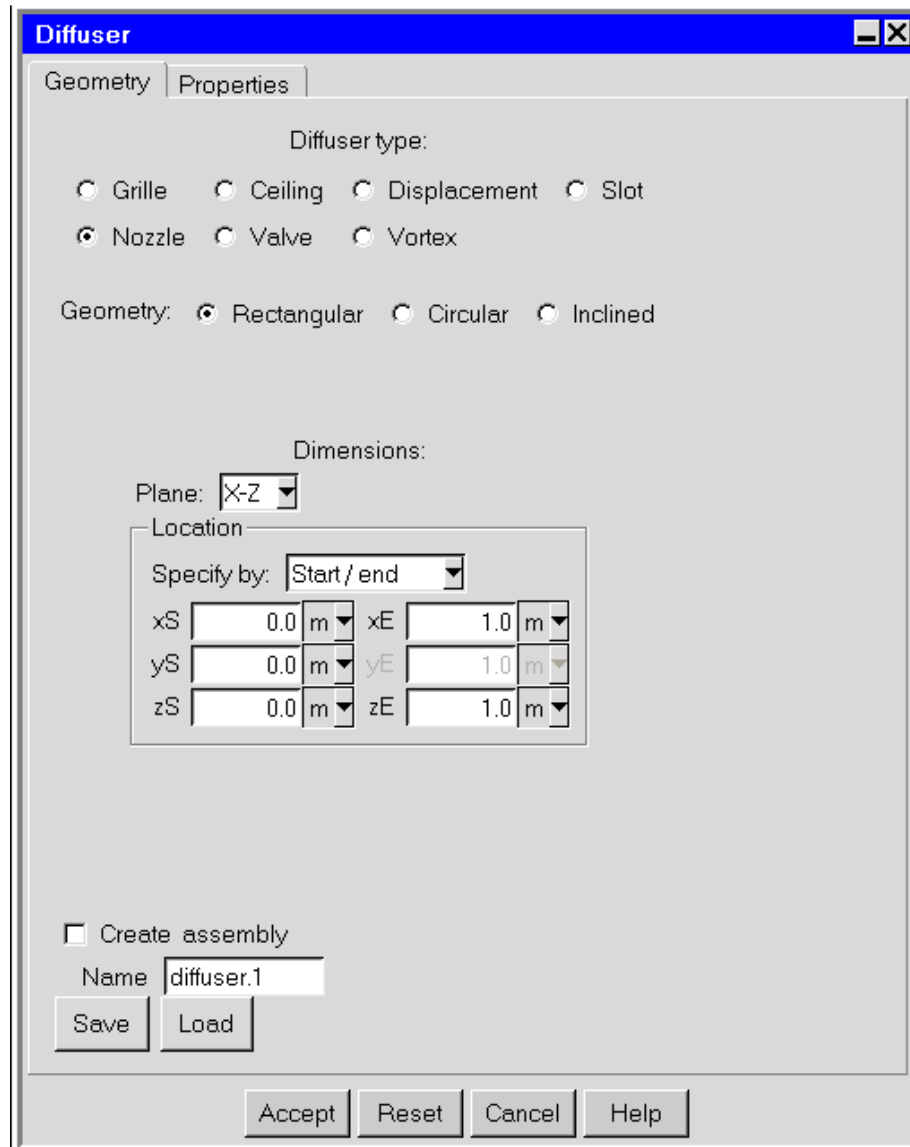 Diffuser
Geometry Properties
Diffuser type:
Grille Ceiling Displacement Slot
Nozzle Valve Vortex
Geometry: Rectangular Circular Inclined
Dimensions:
Plane: X-Z
Location
Specify by: Start / end
xS 0.0 m xE 1.0 m
yS 0.0 m yE 1.0 m
zS 0.0 m zE 1.0 m
Create assembly
Name diffuser.1
Save Load
Accept Reset Cancel Help